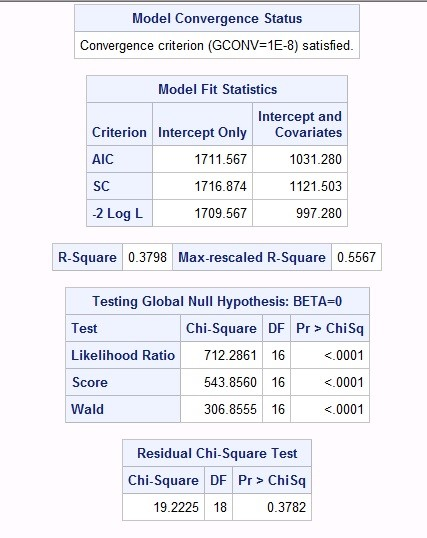 Model Convergence Status
Convergence criterion (GCONV=1E-8) satisfied.
Model Fit Statistics
Criterion Intercept Only Intercept and Covariates
AIC 1711.567 1031.280
SC 1716.874 1121.503
-2 Log L 1709.567 997.280
R-Square 0.3798 Max-rescaled R-Square 0.5567
Testing Global Null Hypothesis: BETA=0
Test Chi-Square DF Pr > ChiSq
Likelihood Ratio 712.2861 16 <.0001
Score 543.8560 16 <.0001
Wald 306.8555 16 <.0001
Residual Chi-Square Test
Chi-Square DF Pr > ChiSq
19.2225 18 0.3782